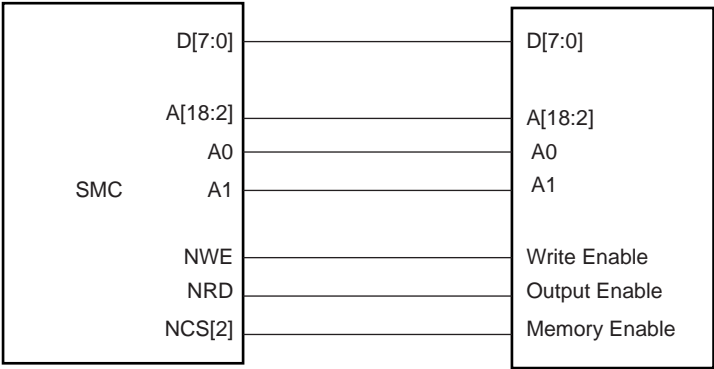 D[7:0] D[7:0]
A[18:2] A[18:2]
A0 A0
SMC A1 A1
NWE Write Enable
NRD Output Enable
NCS[2] Memory Enable